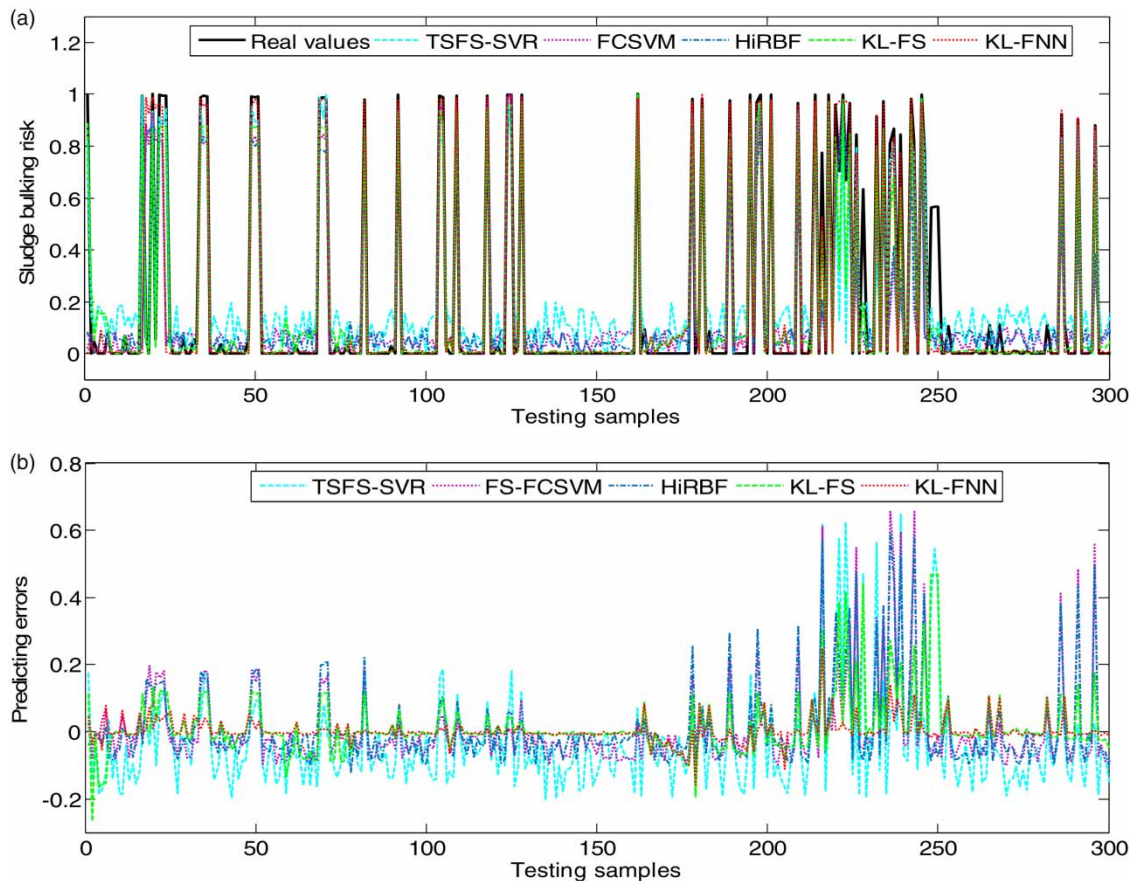 (a)
1.2
1
0.8
0.6
0.4
0.2
0
Sludge bulking risk
Real values TSFS-SVR FCSVM HiRBF KL-FS KL-FNN
0 50 100 150 200 250 300
Testing samples
(b)
0.8
0.6
0.4
0.2
0
-0.2
Predicting errors
TSFS-SVR FS-FCSVM HiRBF KL-FS KL-FNN
0 50 100 150 200 250 300
Testing samples